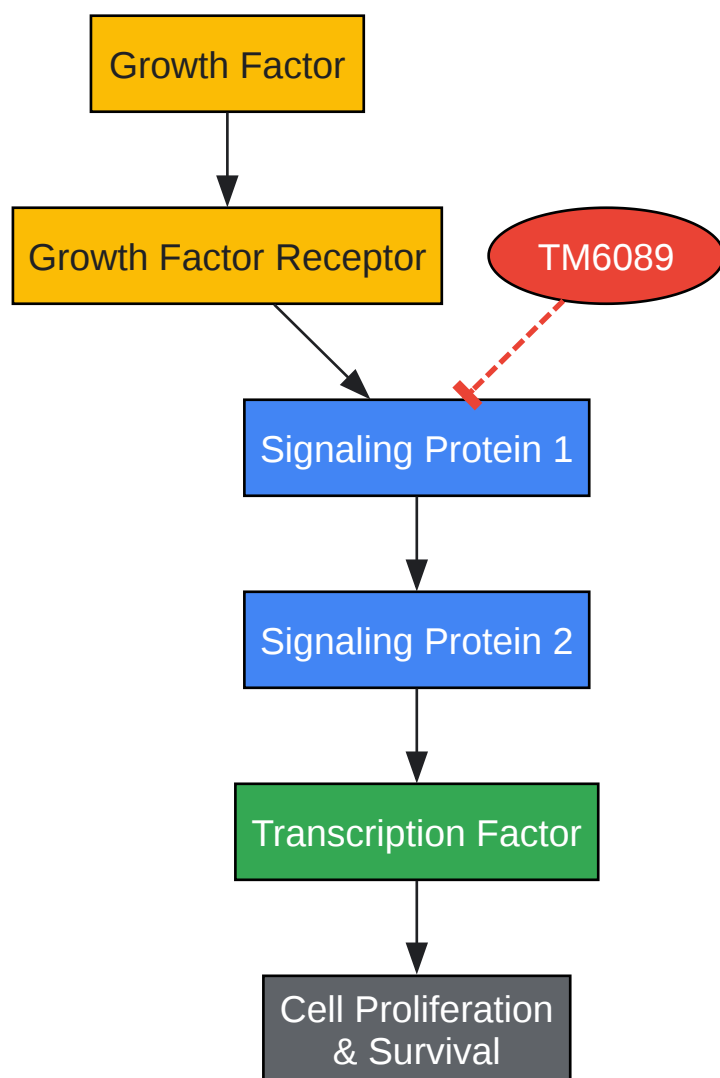 Growth Factor
Growth Factor Receptor
TM6089
Signaling Protein 1
Signaling Protein 2
Transcription Factor
Cell Proliferation
& Survival